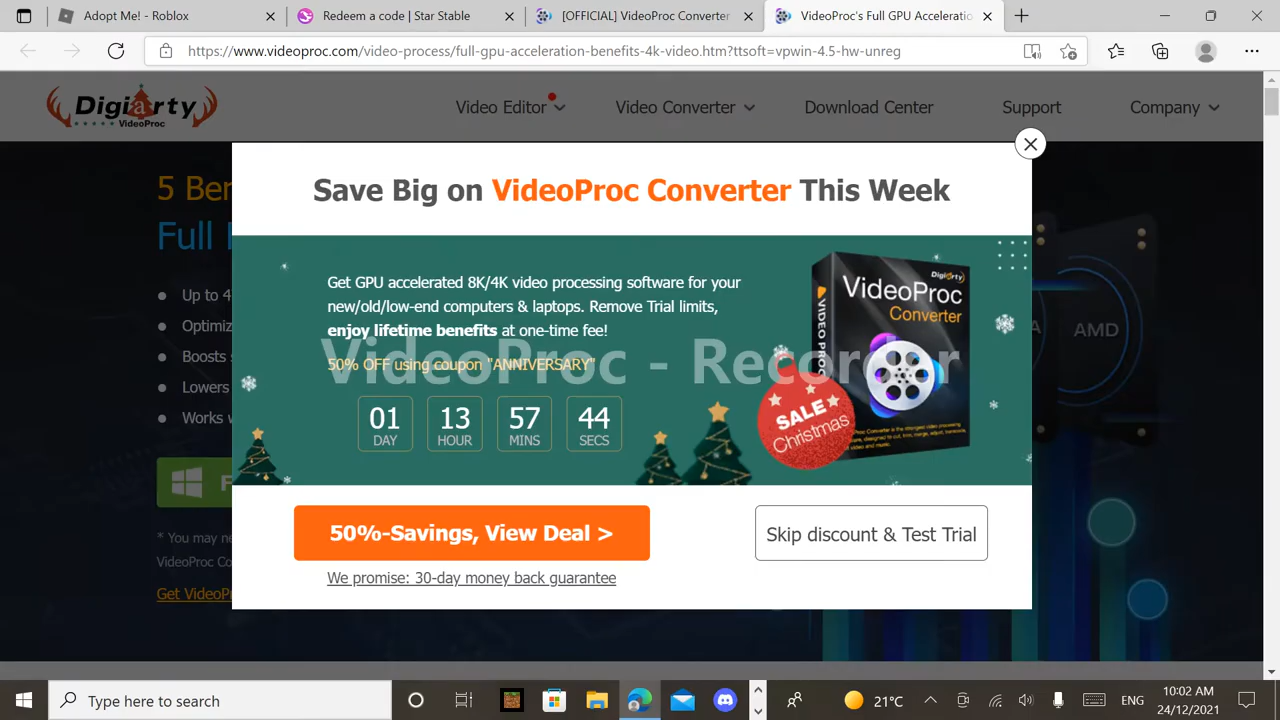 Adopt Me! - Roblox
Redeem a code | Star Stable
[OFFICIAL] VideoProc Converter
VideoProc's Full GPU Acceleratio
https://www.videoproc.com/video-process/full-gpu-acceleration-benefits-4k-video.htm?ttsoft=vpwin-4.5-hw-unreg
Digiarty
VideoProc
Video Editor
Video Converter
Download Center
Support
Company
5 Ben
Full
Up to 4
Optimiz
Boosts s
Lowers
Works w
F
* You may ne
VideoProc Co
Get VideoPr
AMD
Save Big on VideoProc Converter This Week
Get GPU accelerated 8K/4K video processing software for your
new/old/low-end computers & laptops. Remove Trial limits,
enjoy lifetime benefits at one-time fee!
50% OFF using coupon "ANNIVERSARY"
VideoProc - Recorder
01 13 57 44
DAY HOUR MINS SECS
Digiarty
VideoProc
Converter
VIDEO PROC
SALE
Christmas
50%-Savings, View Deal >
Skip discount & Test Trial
We promise: 30-day money back guarantee
Type here to search
21°C
ENG
10:02 AM
24/12/2021